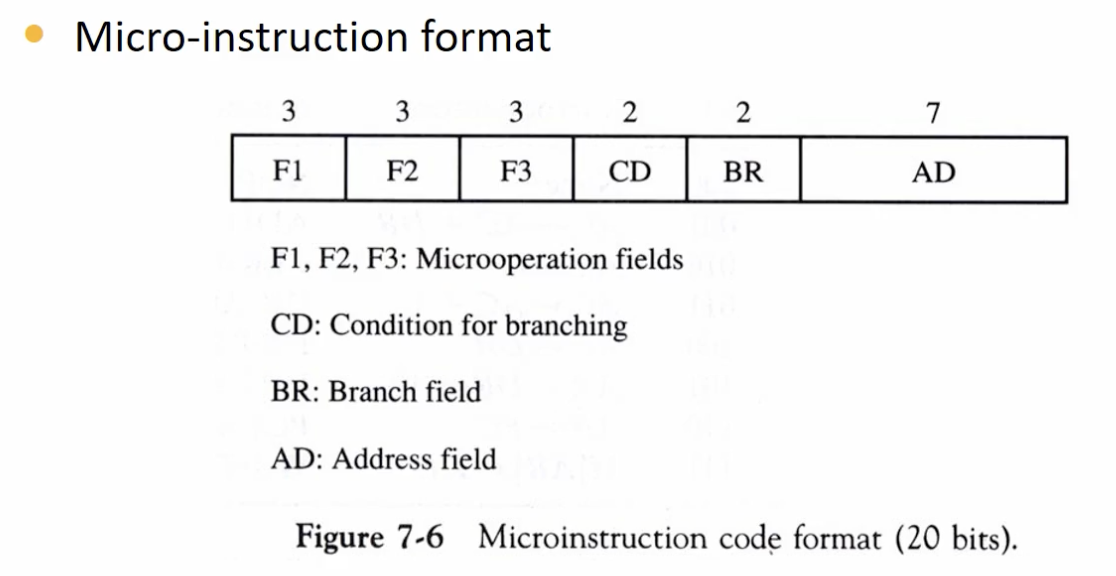 Micro-instruction format
3 3 3 2 2 7
F1 F2 F3 CD BR AD
F1, F2, F3: Microoperation fields
CD: Condition for branching
BR: Branch field
AD: Address field
Figure 7-6 Microinstruction code format (20 bits).